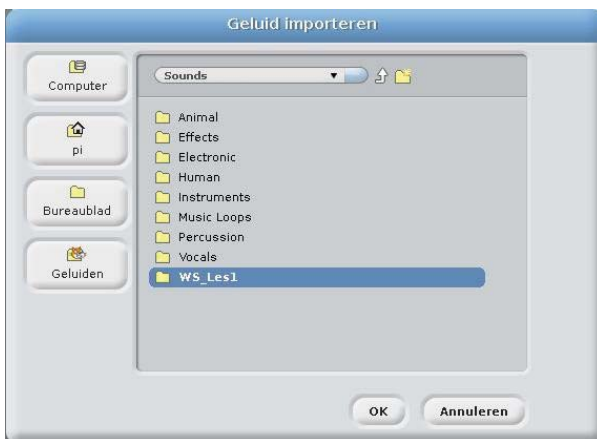 Geluid importeren
Computer
pi
Bureaublad
Geluiden
Sounds
Animal
Effects
Electronic
Human
Instruments
Music Loops
Percussion
Vocals
WS_Les1
OK
Annuleren